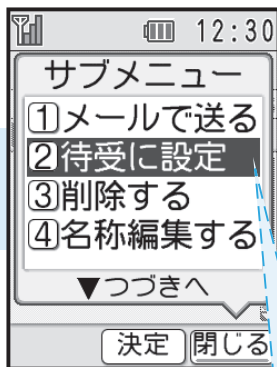 12:30
サブメニュー
1メールで送る
2待受に設定
3削除する
4名称編集する
▼つづきへ
決定 閉じる